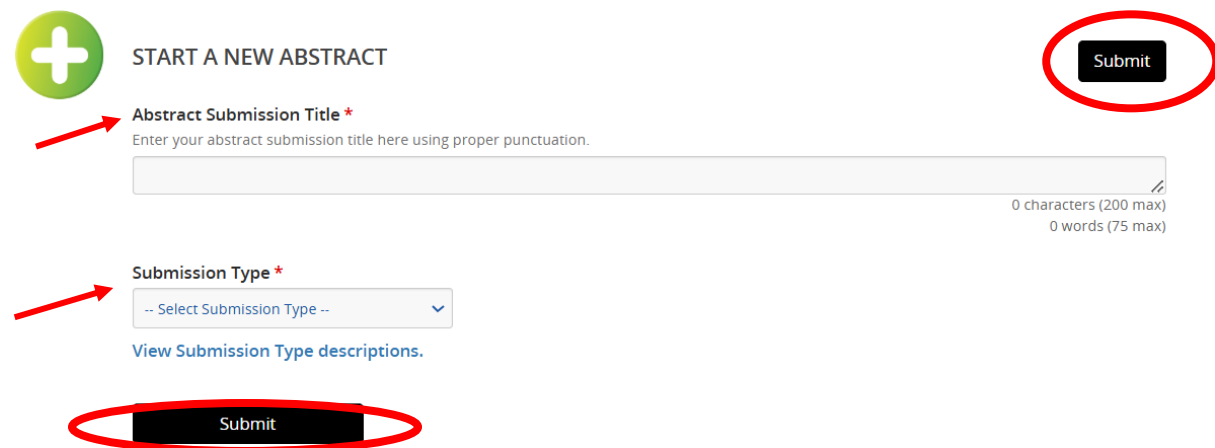 START A NEW ABSTRACT
Submit
Abstract Submission Title *
Enter your abstract submission title here using proper punctuation.
0 characters (200 max)
0 words (75 max)
Submission Type *
-- Select Submission Type --
View Submission Type descriptions.
Submit